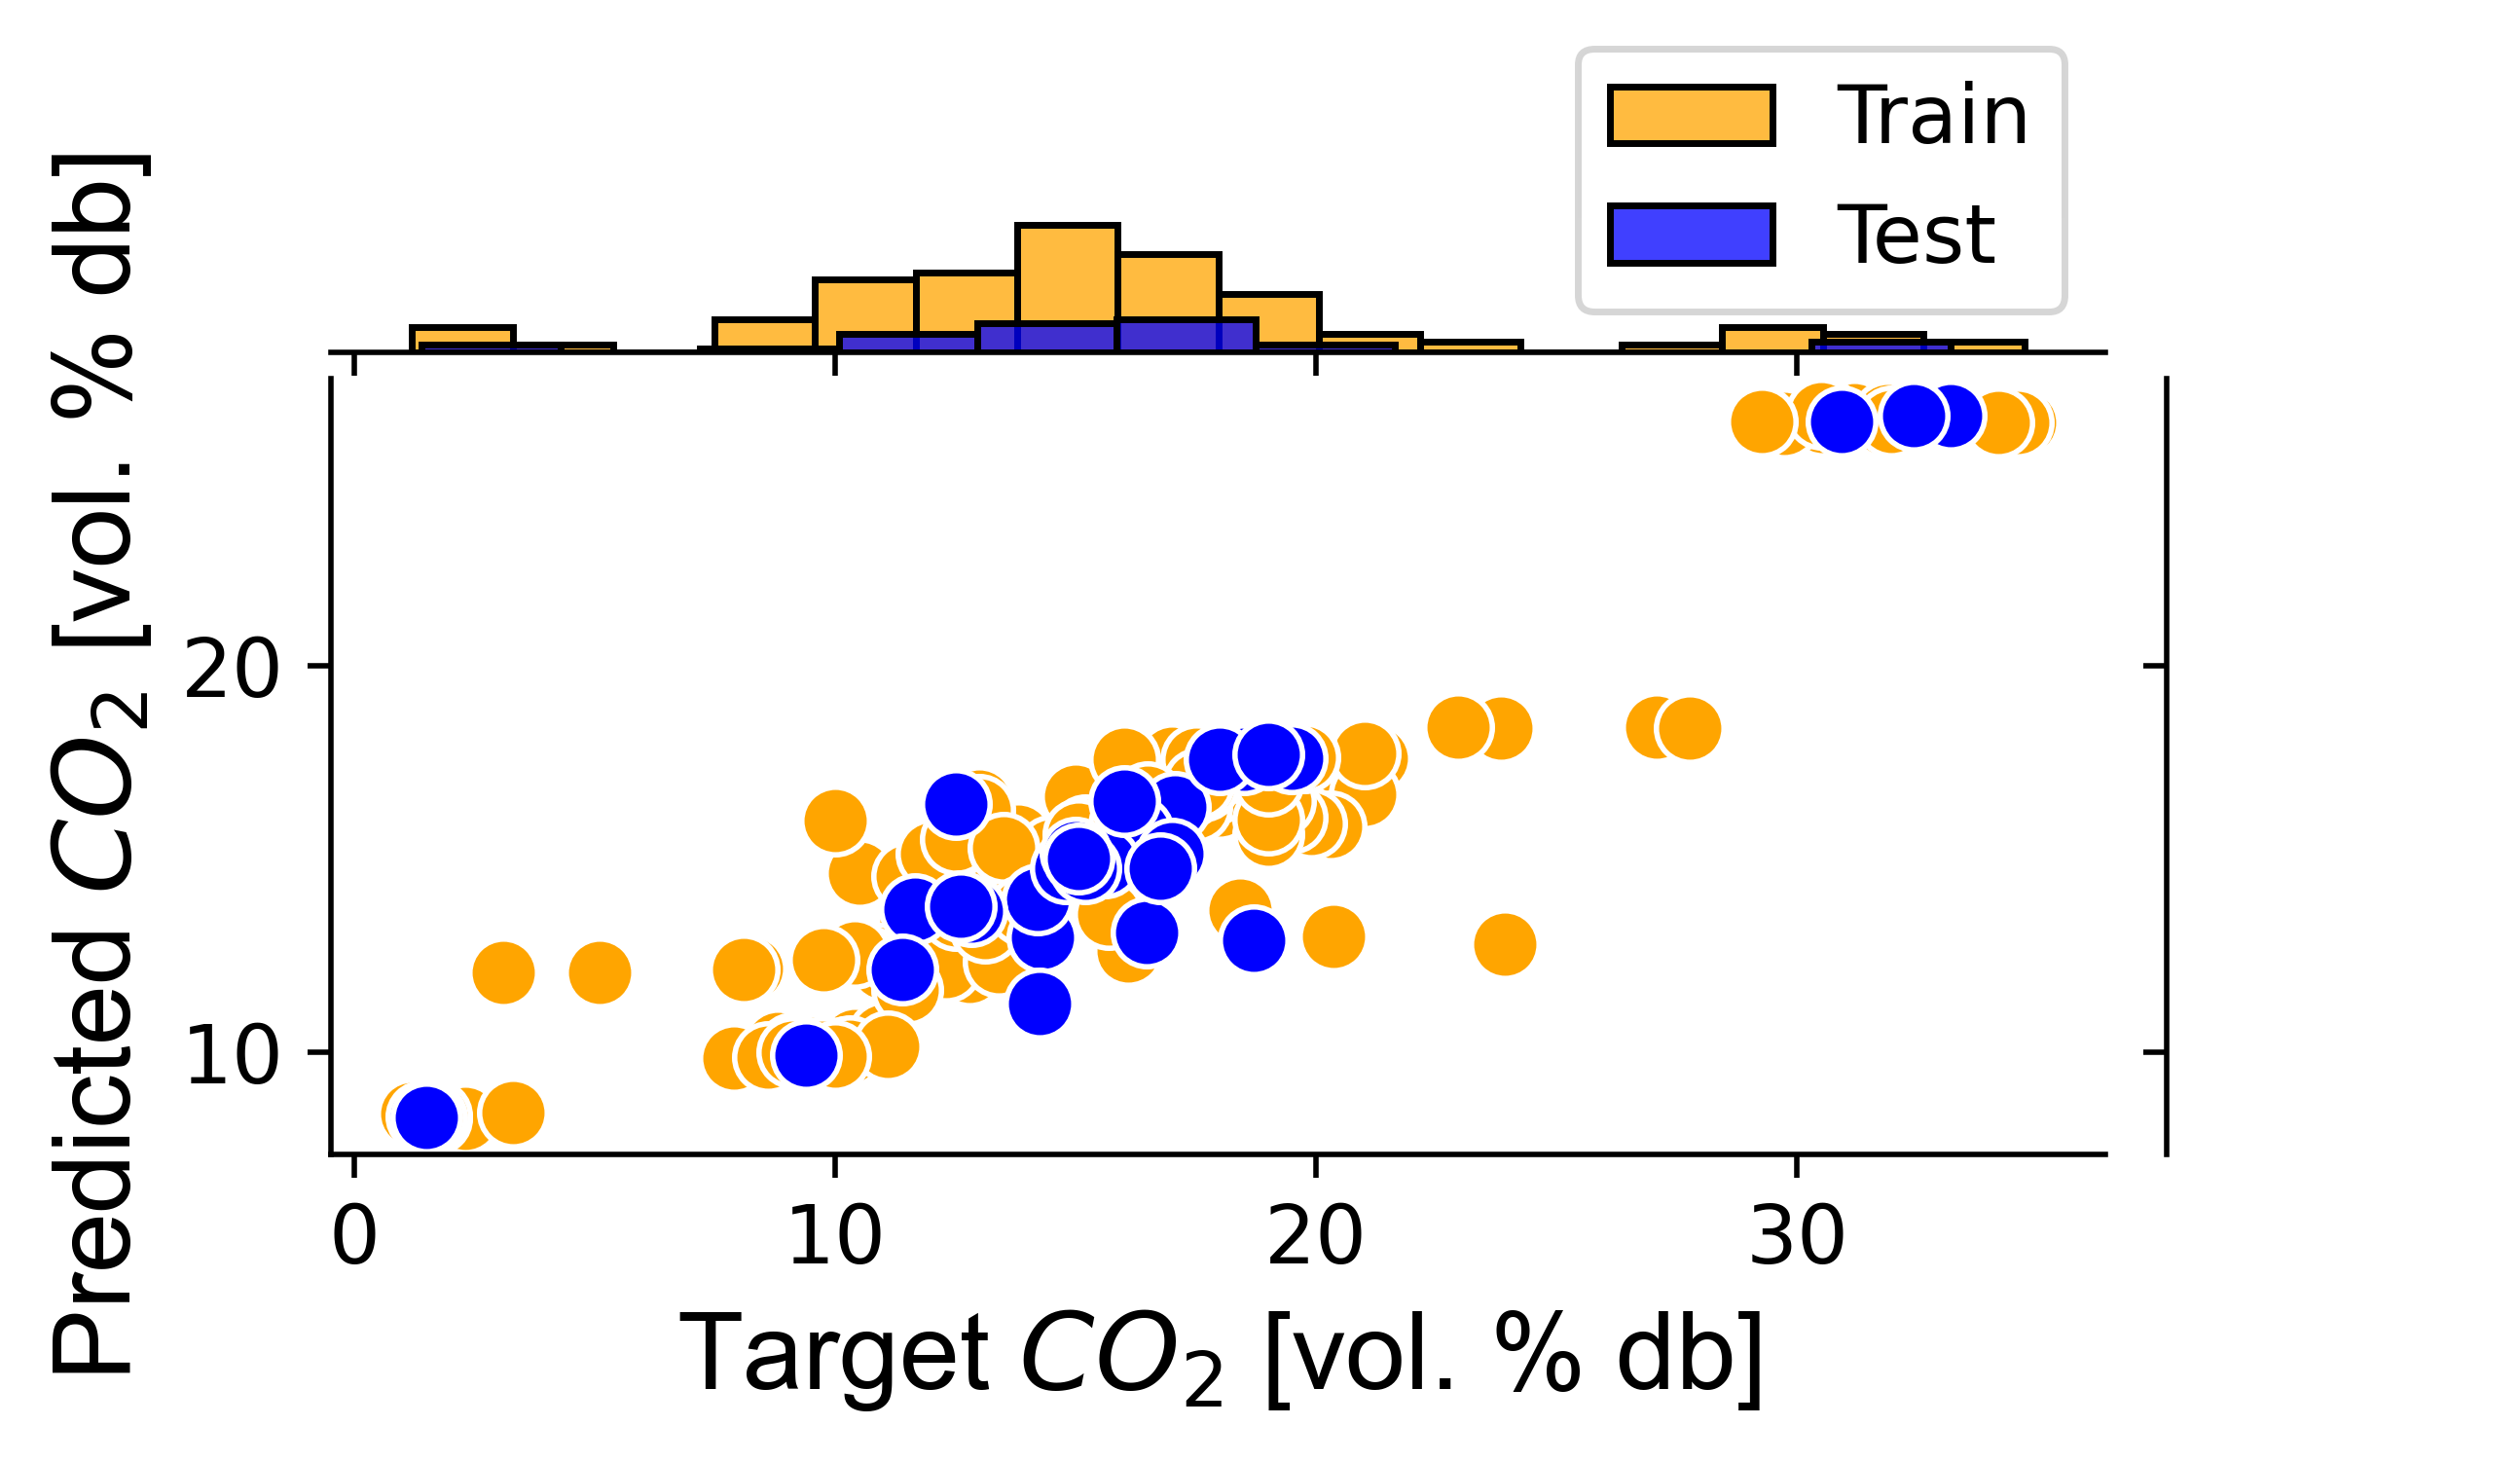 Train
Test
Predicted CO₂ [vol. % db]
20
10
0 10 20 30
Target CO₂ [vol. % db]